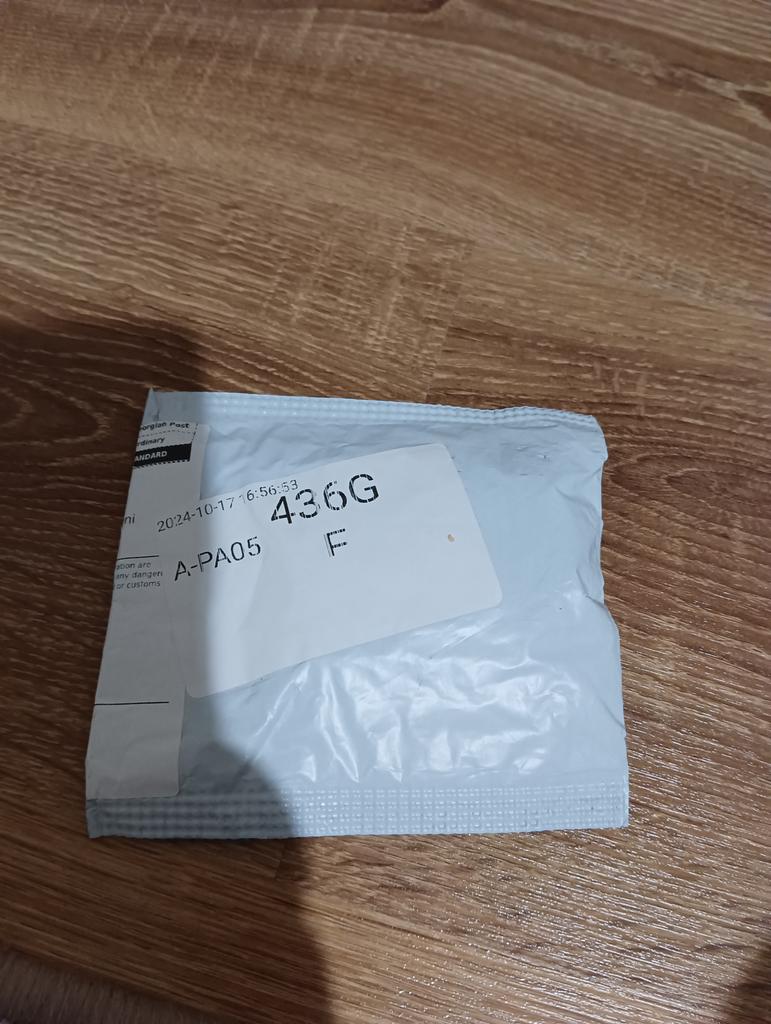 orgian Post
rdinary
ANDARD
ni
ation are
any danger
or customs
2024-10-17 16:56:53
436G
A-PA05
F